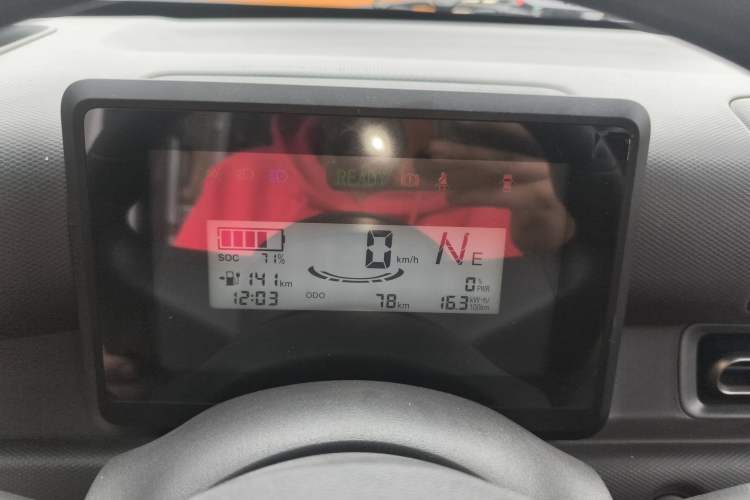 READY
0 km/h
N E
SOC 71%
141 km
0 %
PWR
12:03
ODO 78 km
16.3 kW·h/
100km